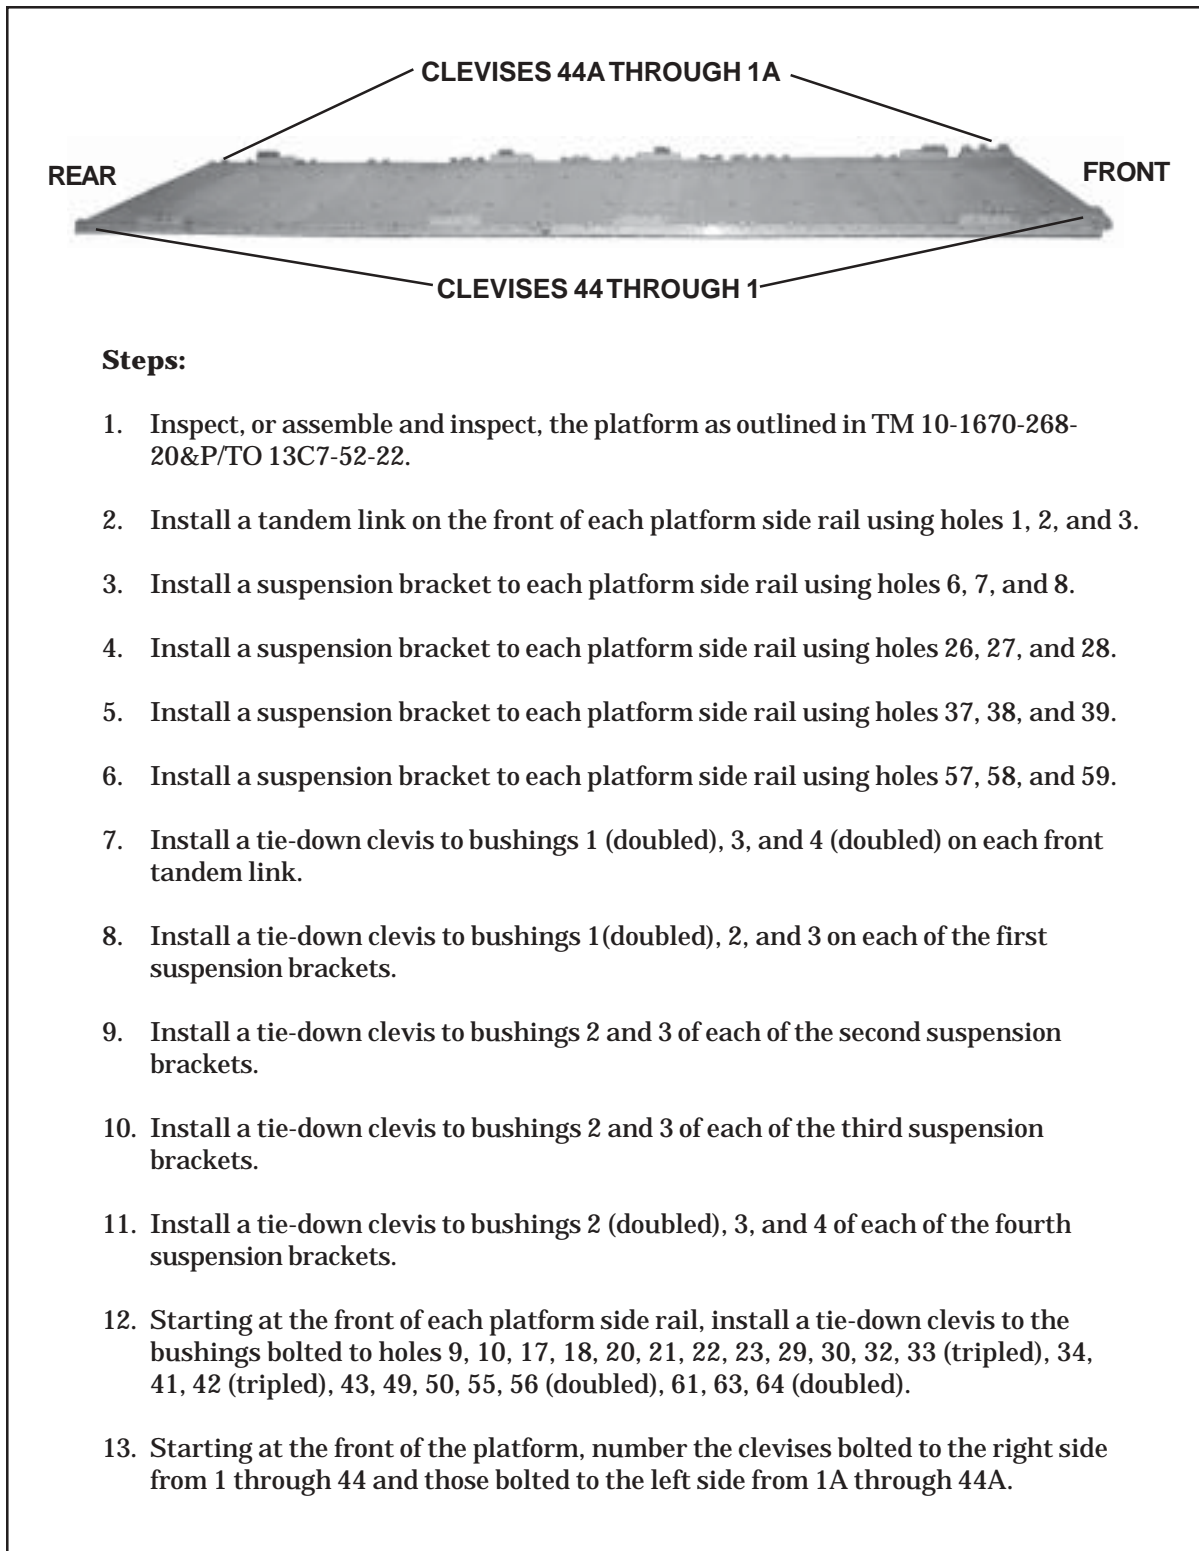 CLEVISES 44A THROUGH 1A
REAR
FRONT
CLEVISES 44 THROUGH 1
Steps:
1. Inspect, or assemble and inspect, the platform as outlined in TM 10-1670-268-
20&P/TO 13C7-52-22.
2. Install a tandem link on the front of each platform side rail using holes 1, 2, and 3.
3. Install a suspension bracket to each platform side rail using holes 6, 7, and 8.
4. Install a suspension bracket to each platform side rail using holes 26, 27, and 28.
5. Install a suspension bracket to each platform side rail using holes 37, 38, and 39.
6. Install a suspension bracket to each platform side rail using holes 57, 58, and 59.
7. Install a tie-down clevis to bushings 1 (doubled), 3, and 4 (doubled) on each front
tandem link.
8. Install a tie-down clevis to bushings 1(doubled), 2, and 3 on each of the first
suspension brackets.
9. Install a tie-down clevis to bushings 2 and 3 of each of the second suspension
brackets.
10. Install a tie-down clevis to bushings 2 and 3 of each of the third suspension
brackets.
11. Install a tie-down clevis to bushings 2 (doubled), 3, and 4 of each of the fourth
suspension brackets.
12. Starting at the front of each platform side rail, install a tie-down clevis to the
bushings bolted to holes 9, 10, 17, 18, 20, 21, 22, 23, 29, 30, 32, 33 (tripled), 34,
41, 42 (tripled), 43, 49, 50, 55, 56 (doubled), 61, 63, 64 (doubled).
13. Starting at the front of the platform, number the clevises bolted to the right side
from 1 through 44 and those bolted to the left side from 1A through 44A.